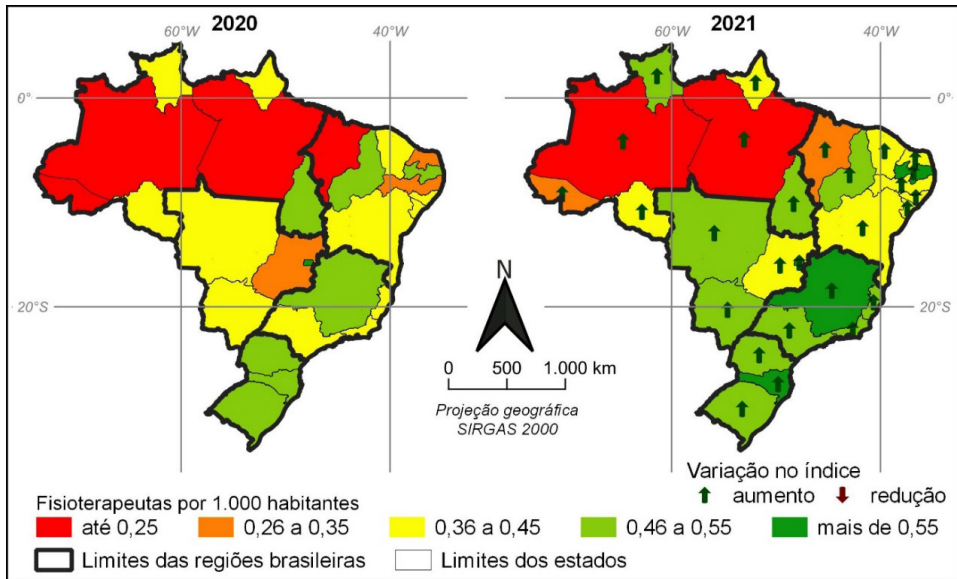 2020
2021
60°W
40°W
60°W
40°W
0°
0°
20°S
20°S
N
0 500 1.000 km
Projeção geográfica
SIRGAS 2000
Variação no índice
aumento redução
Fisioterapeutas por 1.000 habitantes
até 0,25 0,26 a 0,35 0,36 a 0,45 0,46 a 0,55 mais de 0,55
Limites das regiões brasileiras Limites dos estados